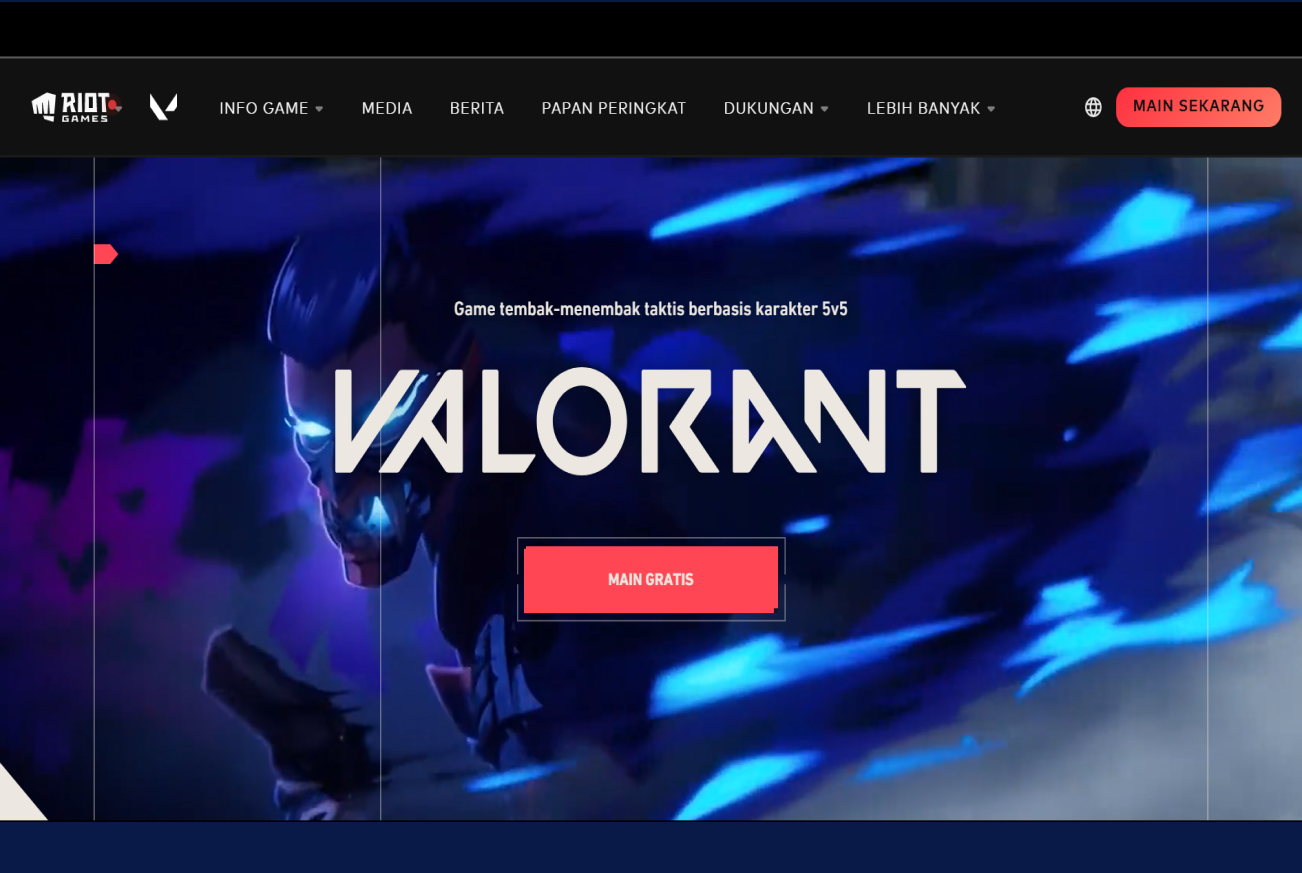 RIOT GAMES
INFO GAME
MEDIA
BERITA
PAPAN PERINGKAT
DUKUNGAN
LEBIH BANYAK
MAIN SEKARANG
Game tembak-menembak taktis berbasis karakter 5v5
VALORANT
MAIN GRATIS